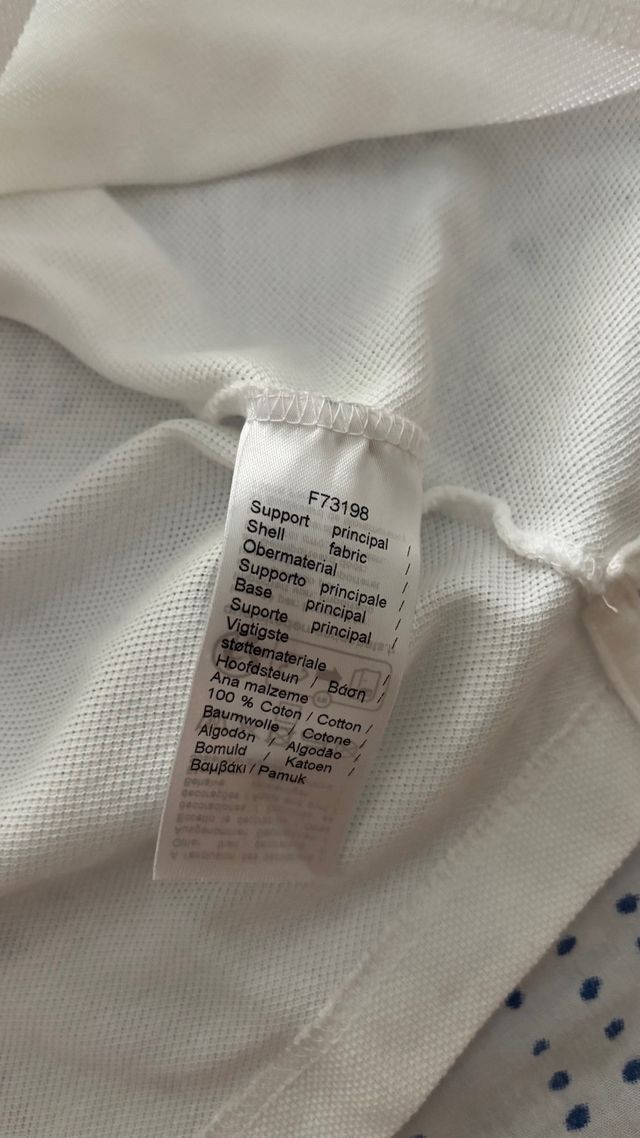 F73198
Support principal /
Shell fabric /
Obermaterial /
Supporto principale /
Base principal /
Suporte principal /
Vigtigste
støttemateriale /
Hoofdsteun / Βάση /
Ana malzeme
100 % Coton / Cotton /
Baumwolle / Cotone /
Algodón / Algodão /
Bomuld / Katoen /
Βαμβάκι / Pamuk